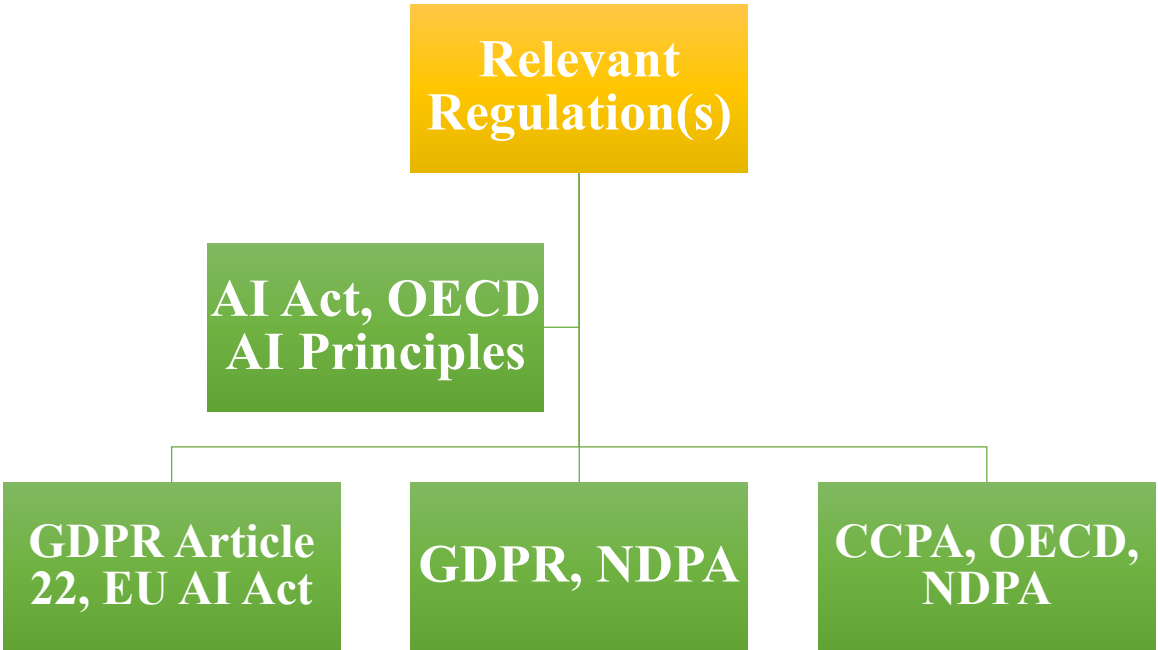 Relevant
Regulation(s)
AI Act, OECD
AI Principles
GDPR Article
22, EU AI Act
GDPR, NDPA
CCPA, OECD,
NDPA